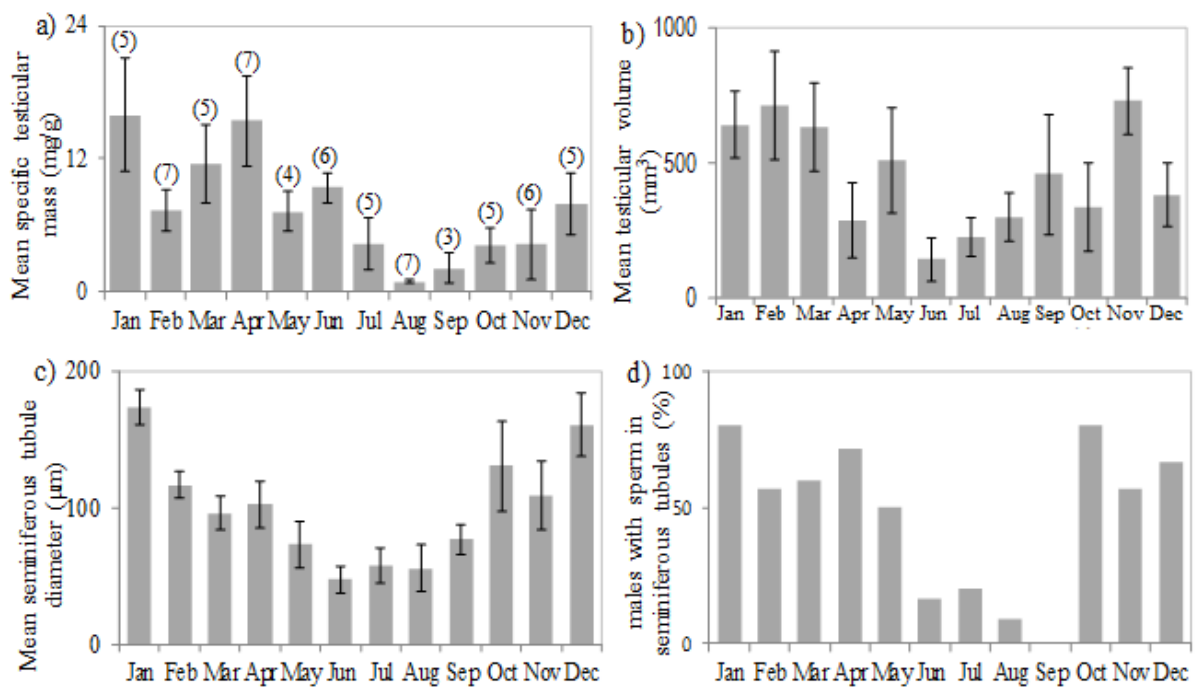 a)
Mean specific testicular
mass (mg/g)
24
12
0
(5)
(7)
(5)
(7)
(4)
(6)
(5)
(7)
(3)
(5)
(6)
(5)
Jan Feb Mar Apr May Jun Jul Aug Sep Oct Nov Dec
b)
Mean testicular volume
(mm³)
1000
500
0
Jan Feb Mar Apr May Jun Jul Aug Sep Oct Nov Dec
c)
Mean seminiferous tubule
diameter (µm)
200
100
0
Jan Feb Mar Apr May Jun Jul Aug Sep Oct Nov Dec
d)
males with sperm in
seminiferous tubules (%)
100
50
0
Jan Feb Mar Apr May Jun Jul Aug Sep Oct Nov Dec